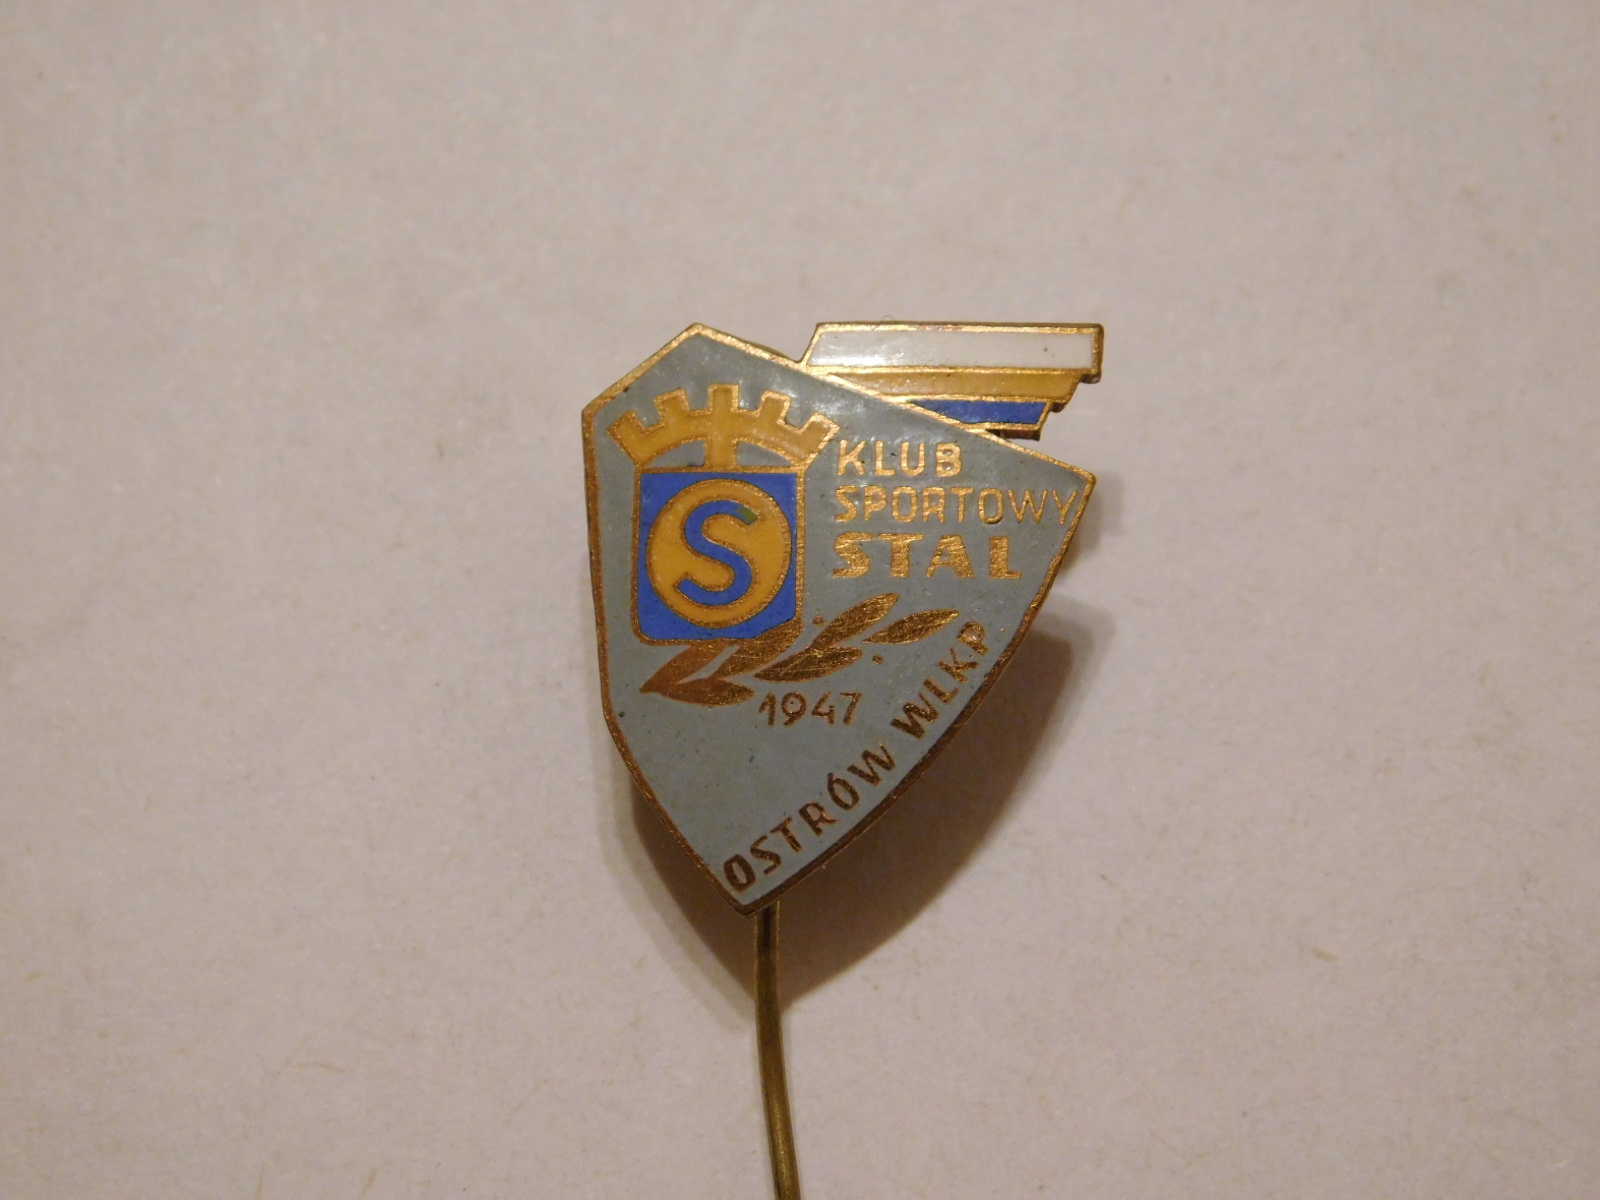 S
KLUB
SPORTOWY
STAL
1947
OSTRÓW WLKP